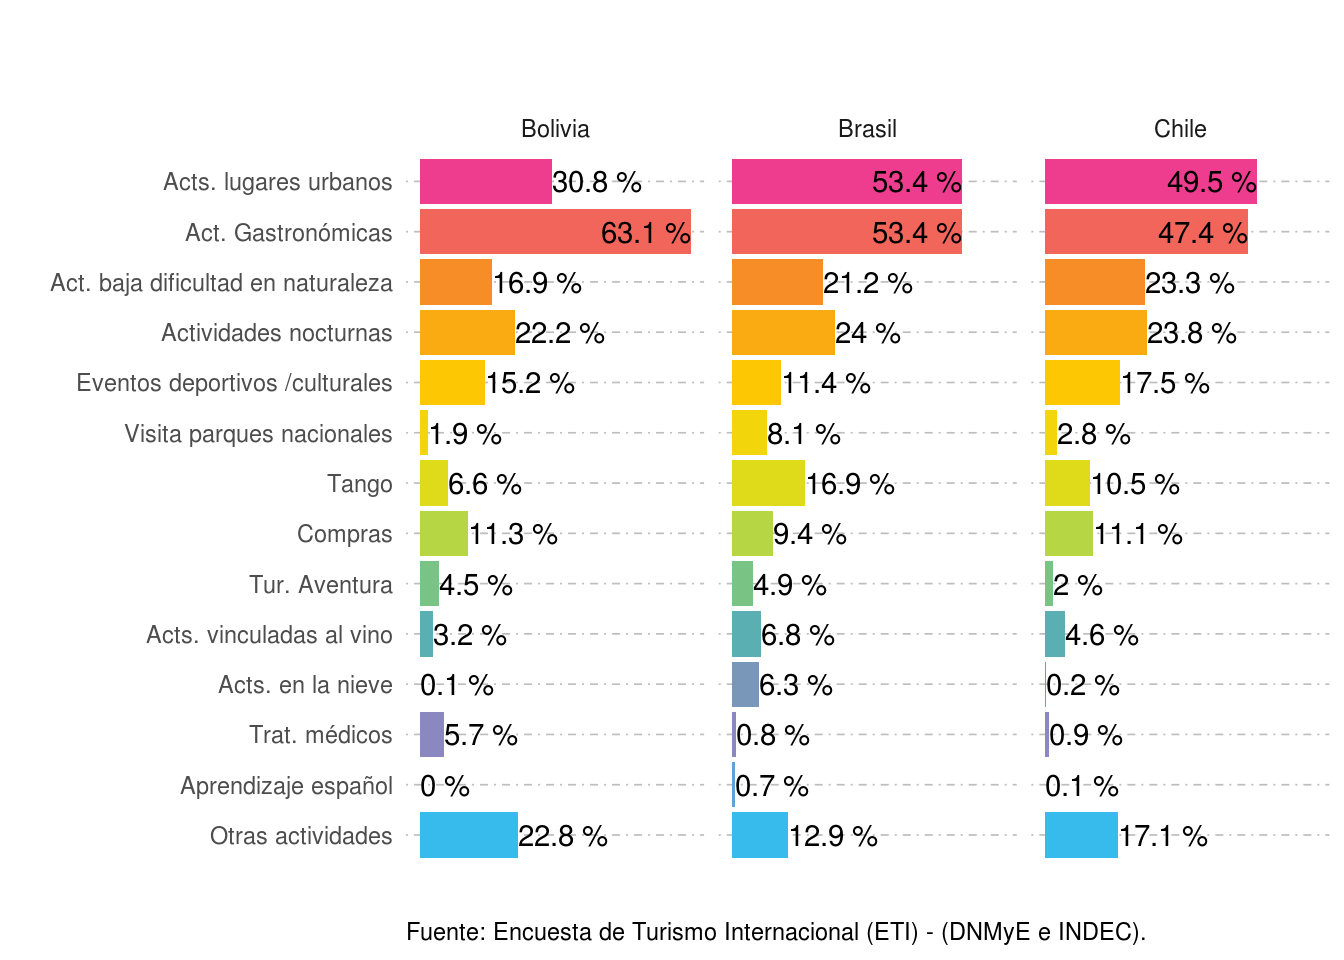 Bolivia Brasil Chile
Acts. lugares urbanos 30.8 % 53.4 % 49.5 %
Act. Gastronómicas 63.1 % 53.4 % 47.4 %
Act. baja dificultad en naturaleza 16.9 % 21.2 % 23.3 %
Actividades nocturnas 22.2 % 24 % 23.8 %
Eventos deportivos /culturales 15.2 % 11.4 % 17.5 %
Visita parques nacionales 1.9 % 8.1 % 2.8 %
Tango 6.6 % 16.9 % 10.5 %
Compras 11.3 % 9.4 % 11.1 %
Tur. Aventura 4.5 % 4.9 % 2 %
Acts. vinculadas al vino 3.2 % 6.8 % 4.6 %
Acts. en la nieve 0.1 % 6.3 % 0.2 %
Trat. médicos 5.7 % 0.8 % 0.9 %
Aprendizaje español 0 % 0.7 % 0.1 %
Otras actividades 22.8 % 12.9 % 17.1 %
Fuente: Encuesta de Turismo Internacional (ETI) - (DNMyE e INDEC).